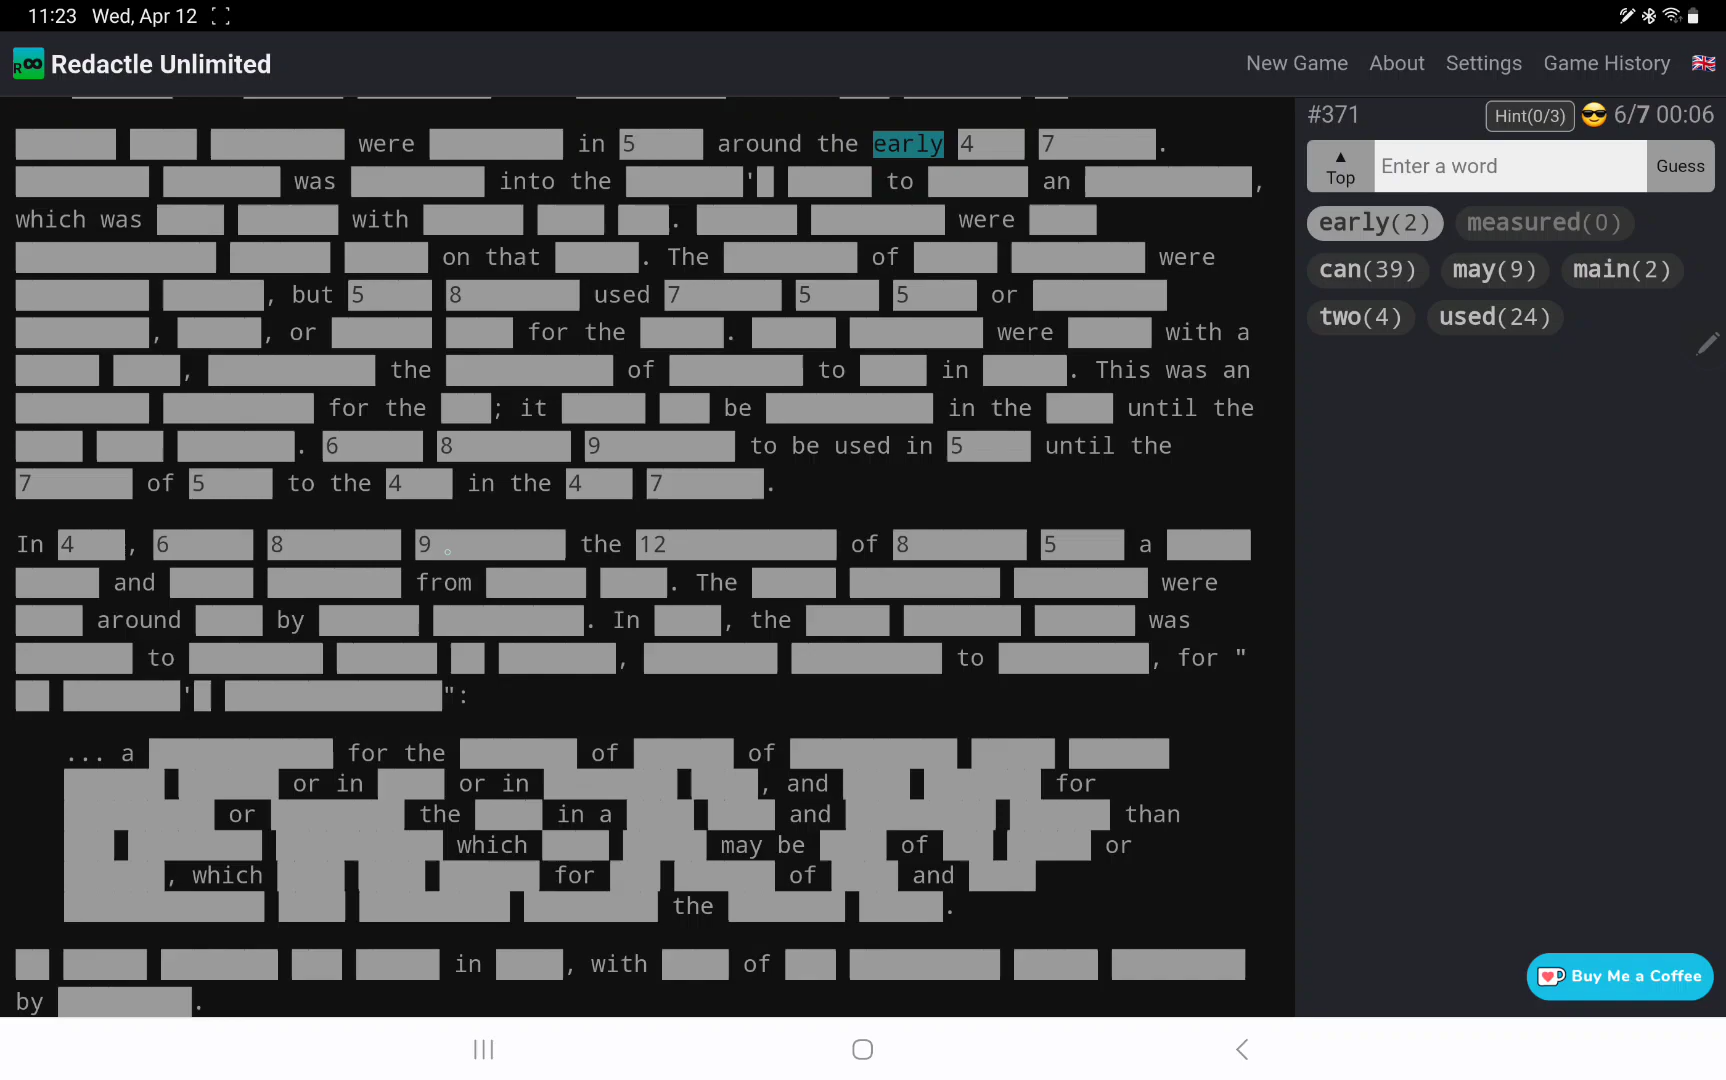 11:23 Wed, Apr 12
R∞ Redactle Unlimited
New Game About Settings Game History
#371 Hint(0/3) 6/7 00:06
▲ Top Enter a word Guess
early(2) measured(0)
can(39) may(9) main(2)
two(4) used(24)
were in 5 around the early 4 7 .
was into the ' to an ,
which was with . were
on that . The of were
, but 5 8 used 7 5 5 or
, , or for the . were with a
, the of to in . This was an
for the ; it be in the until the
. 6 8 9 to be used in 5 until the
7 of 5 to the 4 in the 4 7 .
In 4 , 6 8 9 the 12 of 8 5 a
and from . The were
around by . In , the was
to , to , for "
' ":
... a for the of of
or in or in , and for
or the in a and than
which may be of or
, which for of and
the .
in , with of
by .
Buy Me a Coffee